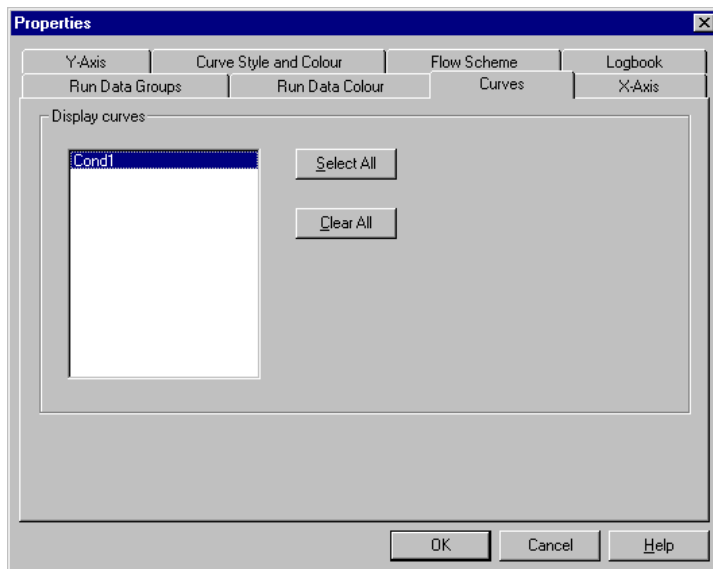 Properties
Y-Axis Curve Style and Colour Flow Scheme Logbook
Run Data Groups Run Data Colour Curves X-Axis
Display curves
Cond1
Select All
Clear All
OK Cancel Help